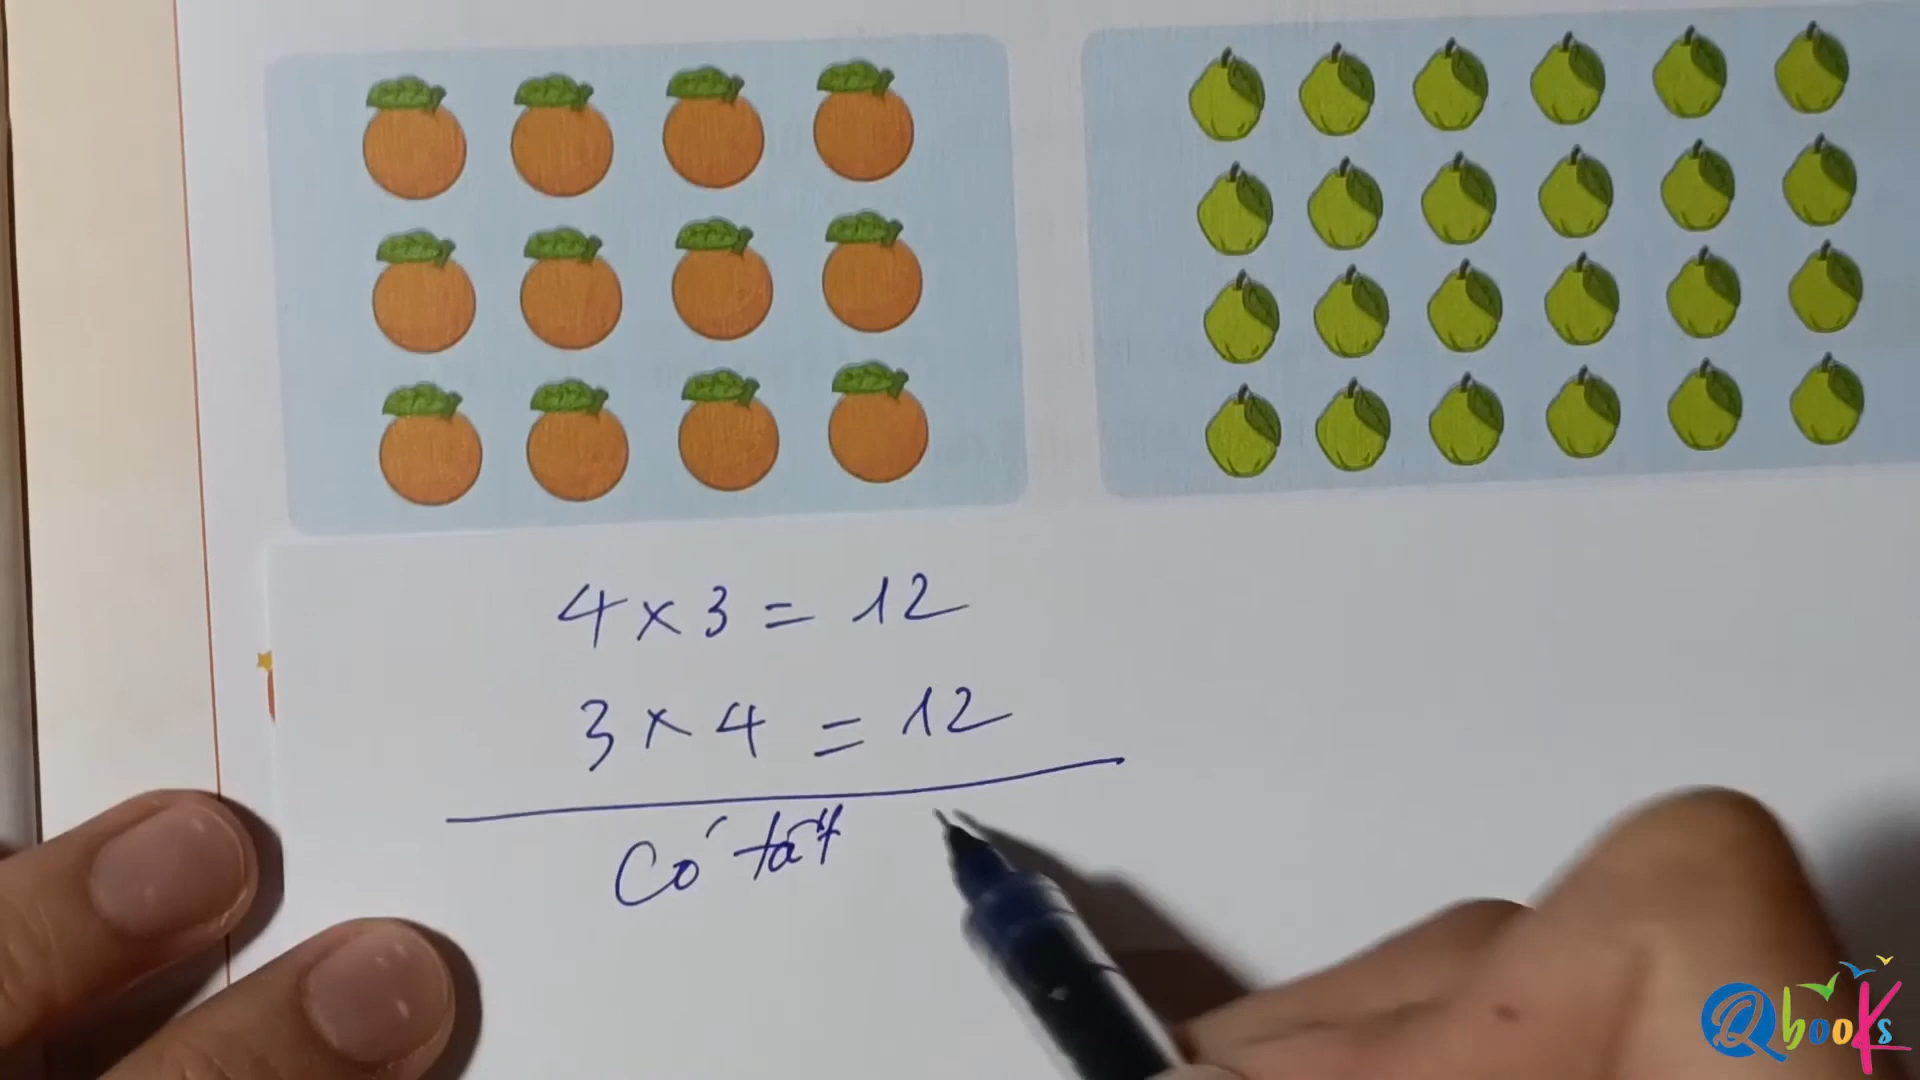 4 x 3 = 12
3 x 4 = 12
Có tất
Qbooks